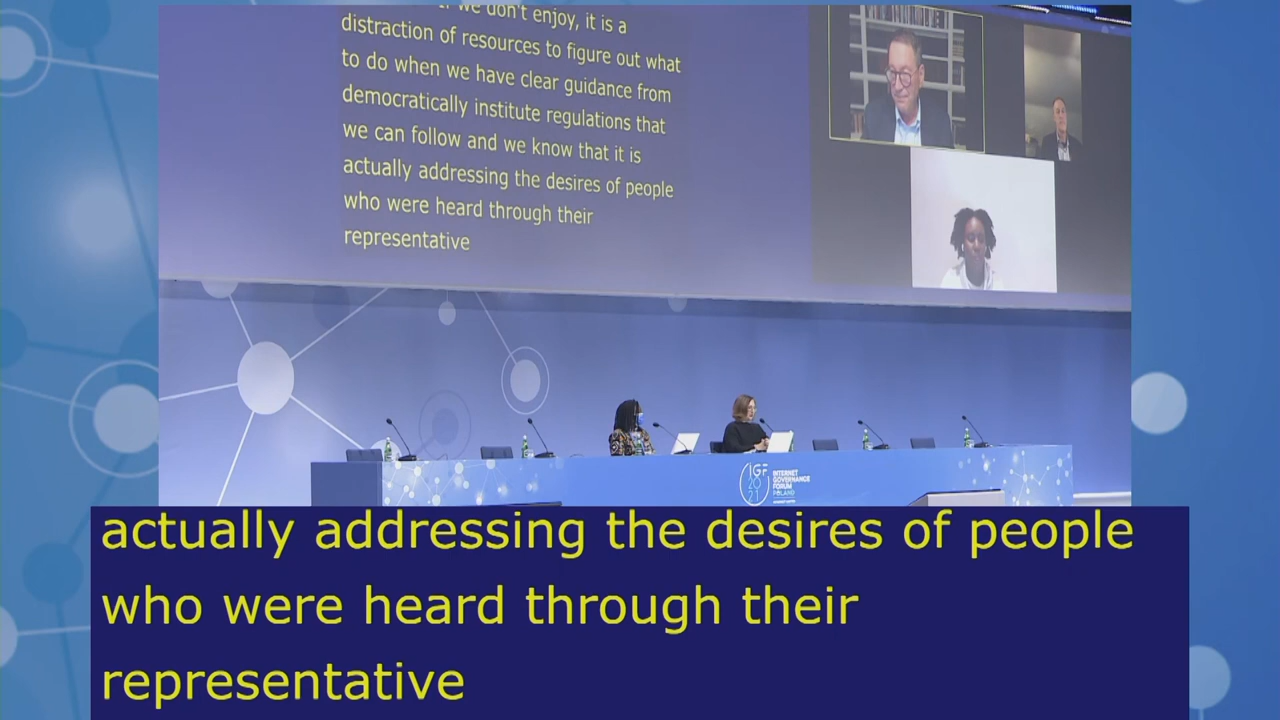 we don't enjoy, it is a
distraction of resources to figure out what
to do when we have clear guidance from
democratically institute regulations that
we can follow and we know that it is
actually addressing the desires of people
who were heard through their
representative
IGF
2021
INTERNET
GOVERNANCE
FORUM
POLAND
actually addressing the desires of people
who were heard through their
representative